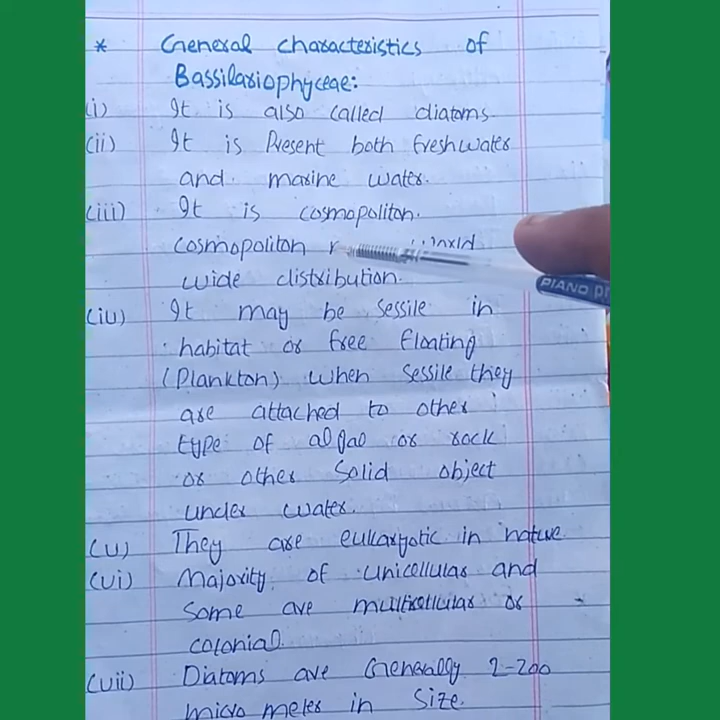 * General characteristics of
Bassilariophyceae:
(i) It is also called diatoms.
(ii) It is Present both freshwater
and marine water.
(iii) It is cosmopoliton.
cosmopoliton
wide distribution.
(iv) It may be sessile in
habitat or free floating
(Plankton) when sessile they
are attached to other
type of algae or rock
or other solid object
under water.
(v) They are eukaryotic in nature
(vi) Majority of unicellular and
some are multicellular or
colonial.
(vii) Diatoms are Generally 2-200
micro meter in size.
PIANO